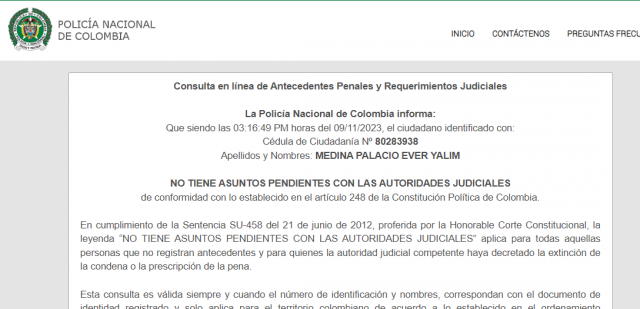 POLICÍA NACIONAL
DE COLOMBIA
INICIO CONTÁCTENOS PREGUNTAS FRECU
Consulta en línea de Antecedentes Penales y Requerimientos Judiciales
La Policía Nacional de Colombia informa:
Que siendo las 03:16:49 PM horas del 09/11/2023, el ciudadano identificado con:
Cédula de Ciudadanía Nº 80283938
Apellidos y Nombres: MEDINA PALACIO EVER YALIM
NO TIENE ASUNTOS PENDIENTES CON LAS AUTORIDADES JUDICIALES
de conformidad con lo establecido en el artículo 248 de la Constitución Política de Colombia.
En cumplimiento de la Sentencia SU-458 del 21 de junio de 2012, proferida por la Honorable Corte Constitucional, la
leyenda “NO TIENE ASUNTOS PENDIENTES CON LAS AUTORIDADES JUDICIALES” aplica para todas aquellas
personas que no registran antecedentes y para quienes la autoridad judicial competente haya decretado la extinción de
la condena o la prescripción de la pena.
Esta consulta es válida siempre y cuando el número de identificación y nombres, correspondan con el documento de
identidad registrado y solo aplica para el territorio colombiano de acuerdo a lo establecido en el ordenamiento